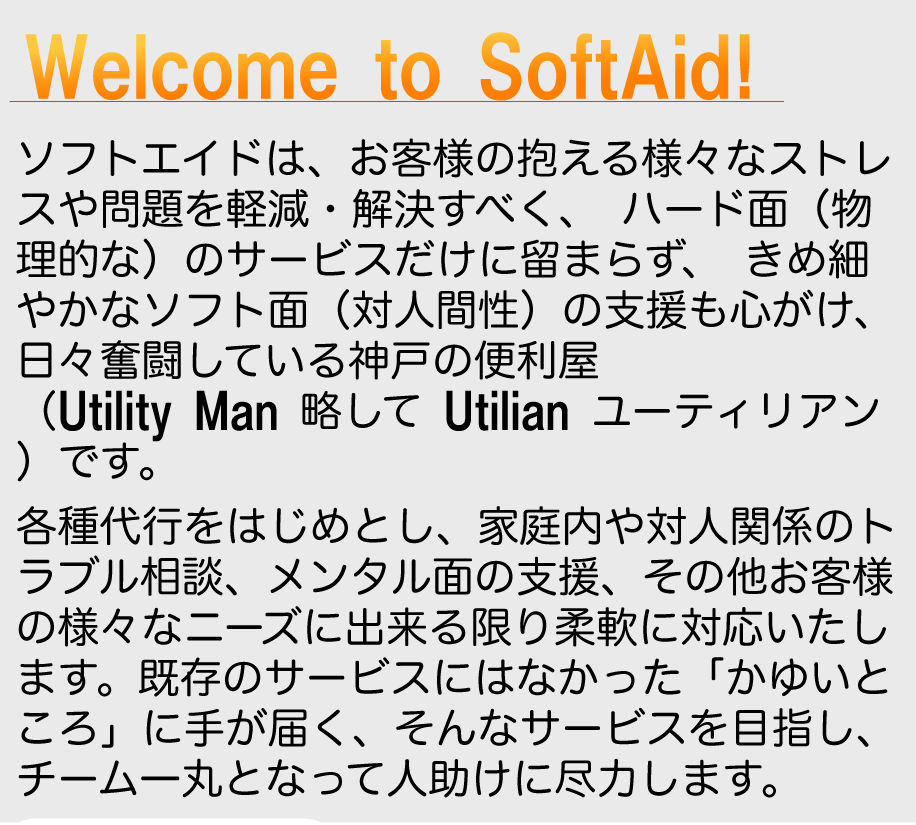 Welcome to SoftAid!
ソフトエイドは、お客様の抱える様々なストレ
スや問題を軽減・解決すべく、 ハード面（物
理的な）のサービスだけに留まらず、 きめ細
やかなソフト面（対人間性）の支援も心がけ、
日々奮闘している神戸の便利屋
（Utility Man 略して Utilian ユーティリアン
）です。
各種代行をはじめとし、家庭内や対人関係のト
ラブル相談、メンタル面の支援、その他お客様
の様々なニーズに出来る限り柔軟に対応いたし
ます。既存のサービスにはなかった「かゆいと
ころ」に手が届く、そんなサービスを目指し、
チーム一丸となって人助けに尽力します。